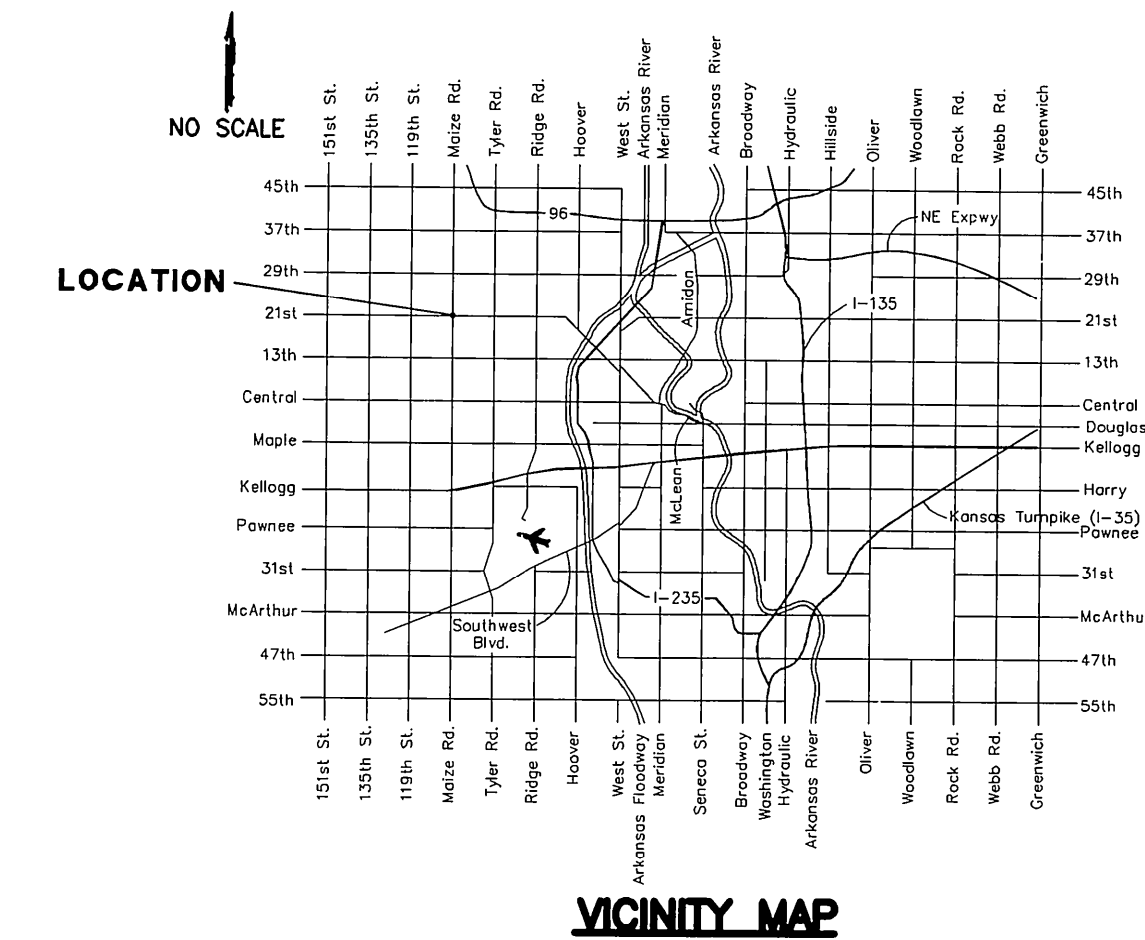 NO SCALE
151st St.
135th St.
119th St.
Maize Rd.
Tyler Rd.
Ridge Rd.
Hoover
West St.
Arkansas River
Meridian
Arkansas River
Broadway
Hydraulic
Hillside
Oliver
Woodlawn
Rock Rd.
Webb Rd.
Greenwich
45th
37th
29th
21st
13th
Central
Maple
Kellogg
Pawnee
31st
McArthur
47th
55th
LOCATION
96
NE Expwy
Amidon
I-135
McLean
Kansas Turnpike (I-35)
I-235
Southwest
Blvd.
45th
37th
29th
21st
13th
Central
Douglas
Kellogg
Harry
Pawnee
31st
McArthu
47th
55th
151st St.
135th St.
119th St.
Maize Rd.
Tyler Rd.
Ridge Rd.
Hoover
West St.
Arkansas Floodway
Meridian
Seneca St.
Broadway
Washington
Hydraulic
Arkansas River
Oliver
Woodlawn
Rock Rd.
Webb Rd.
Greenwich
VICINITY MAP